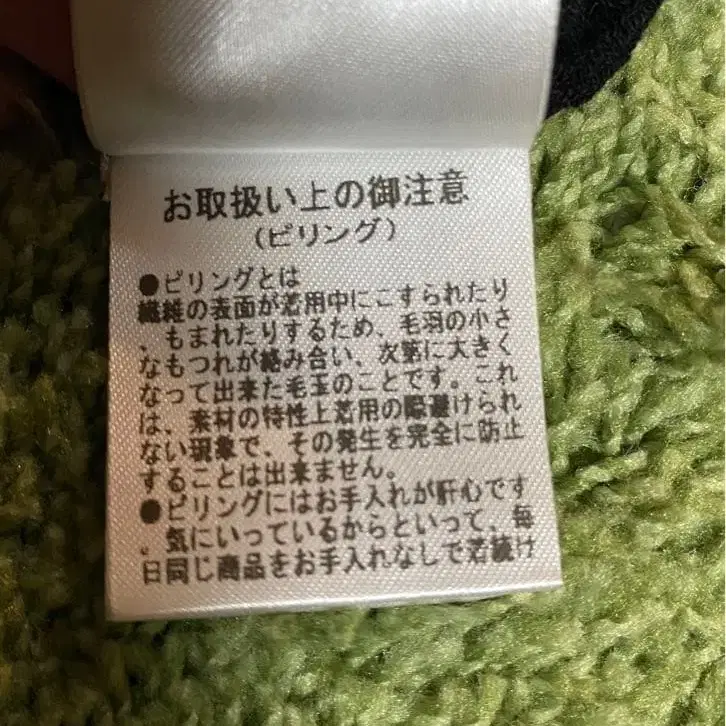 お取扱い上の御注意
（ピリング）
●ピリングとは
繊維の表面が着用中にこすられたり
、もまれたりするため、毛羽の小さ
なもつれが絡み合い、次第に大きく
なって出来た毛玉のことです。これ
は、素材の特性上着用の際避けられ
ない現象で、その発生を完全に防止
することは出来ません。
●ピリングにはお手入れが肝心です
。気にいっているからといって、毎
日同じ商品をお手入れなしで着続け